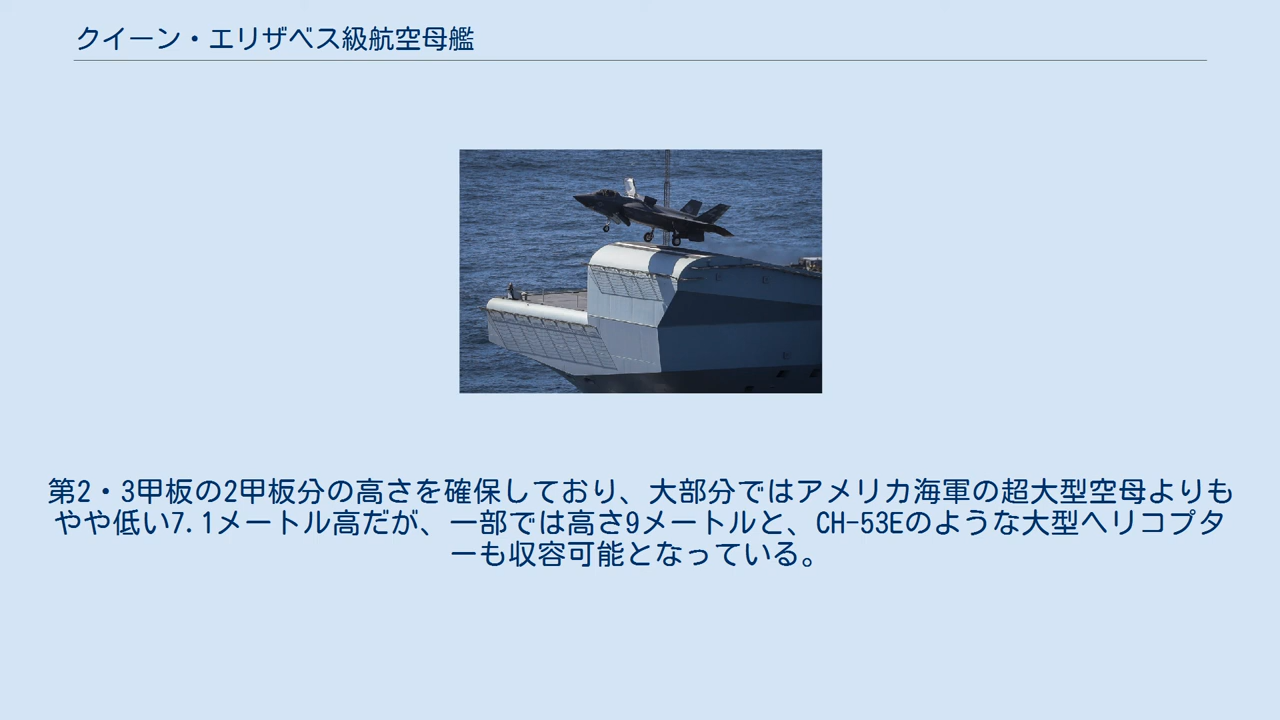 クイーン・エリザベス級航空母艦
第2・3甲板の2甲板分の高さを確保しており、大部分ではアメリカ海軍の超大型空母よりも
やや低い7.1メートル高だが、一部では高さ9メートルと、CH-53Eのような大型ヘリコプタ
ーも収容可能となっている。